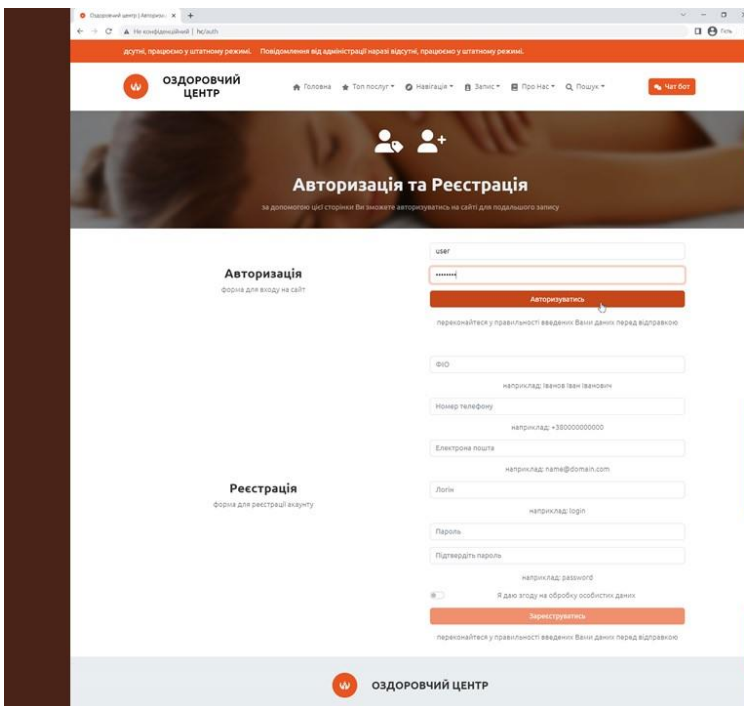 Оздоровчий центр | Авториза
Не конфіденційний | hc/auth
Гість
дсутні, працюємо у штатному режимі. Повідомлення від адміністрації наразі відсутні, працюємо у штатному режимі.
ОЗДОРОВЧИЙ
ЦЕНТР
Головна Топ послуг Навігація Запис Про Нас Пошук Чат бот
Авторизація та Реєстрація
за допомогою цієї сторінки Ви зможете авторизуватись на сайті для подальшого запису
user
Авторизація
форма для входу на сайт
••••••••
Авторизуватись
переконайтеся у правильності введених Вами даних перед відправкою
ФІО
наприклад: Іванов Іван Іванович
Номер телефону
наприклад: +380000000000
Електрона пошта
наприклад: name@domain.com
Реєстрація
форма для реєстрації акаунту
Логін
наприклад: login
Пароль
Підтвердіть пароль
наприклад: password
Я даю згоду на обробку особистих даних
Зареєструватись
переконайтеся у правильності введених Вами даних перед відправкою
ОЗДОРОВЧИЙ ЦЕНТР